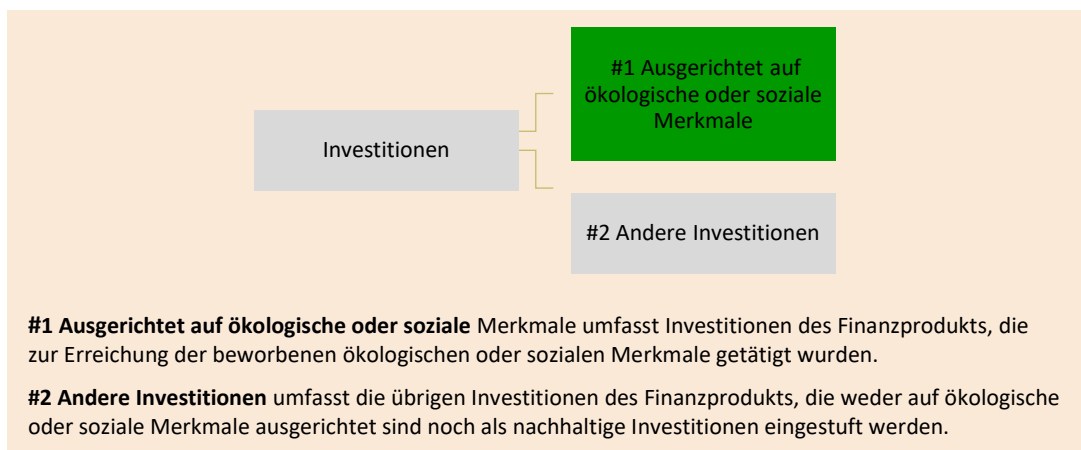 #1 Ausgerichtet auf
ökologische oder soziale
Merkmale
Investitionen
#2 Andere Investitionen
#1 Ausgerichtet auf ökologische oder soziale Merkmale umfasst Investitionen des Finanzprodukts, die
zur Erreichung der beworbenen ökologischen oder sozialen Merkmale getätigt wurden.
#2 Andere Investitionen umfasst die übrigen Investitionen des Finanzprodukts, die weder auf ökologische
oder soziale Merkmale ausgerichtet sind noch als nachhaltige Investitionen eingestuft werden.